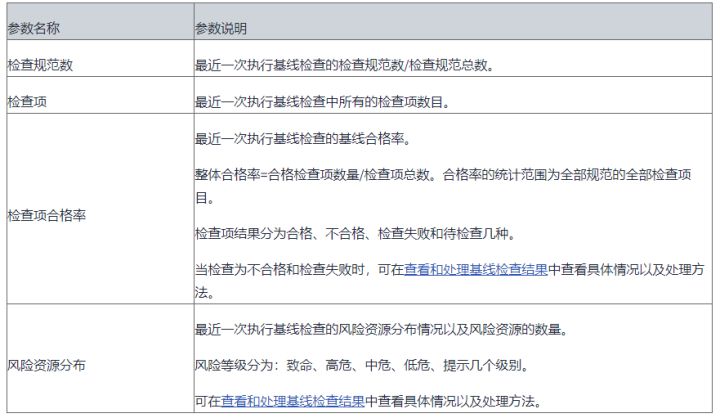 参数名称 参数说明
检查规范数 最近一次执行基线检查的检查规范数/检查规范总数。
检查项 最近一次执行基线检查中所有的检查项数目。
检查项合格率
最近一次执行基线检查的基线合格率。
整体合格率=合格检查项数量/检查项总数。合格率的统计范围为全部规范的全部检查项
目。
检查项结果分为合格、不合格、检查失败和待检查几种。
当检查为不合格和检查失败时，可在查看和处理基线检查结果中查看具体情况以及处理方
法。
风险资源分布
最近一次执行基线检查的风险资源分布情况以及风险资源的数量。
风险等级分为：致命、高危、中危、低危、提示几个级别。
可在查看和处理基线检查结果中查看具体情况以及处理方法。